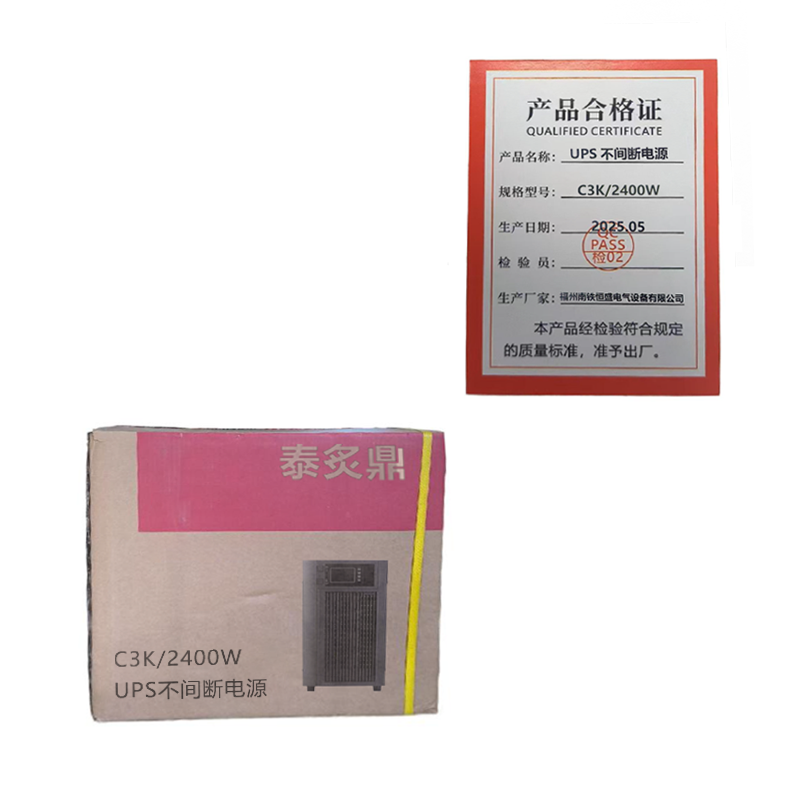 产品合格证
QUALIFIED CERTIFICATE
产品名称： UPS 不间断电源
规格型号： C3K/2400W
生产日期： 2025.05
QC
PASS
检02
检 验 员：
生产厂家： 福州南铁恒盛电气设备有限公司
本产品经检验符合规定
的质量标准，准予出厂。
泰炙鼎
C3K/2400W
UPS不间断电源